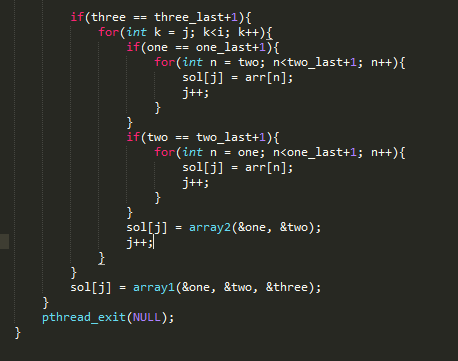 if(three == three_last+1){
for(int k = j; k<i; k++){
if(one == one_last+1){
for(int n = two; n<two_last+1; n++){
sol[j] = arr[n];
j++;
}
}
if(two == two_last+1){
for(int n = one; n<one_last+1; n++){
sol[j] = arr[n];
j++;
}
}
sol[j] = array2(&one, &two);
j++;
}
}
sol[j] = array1(&one, &two, &three);
}
pthread_exit(NULL);
}